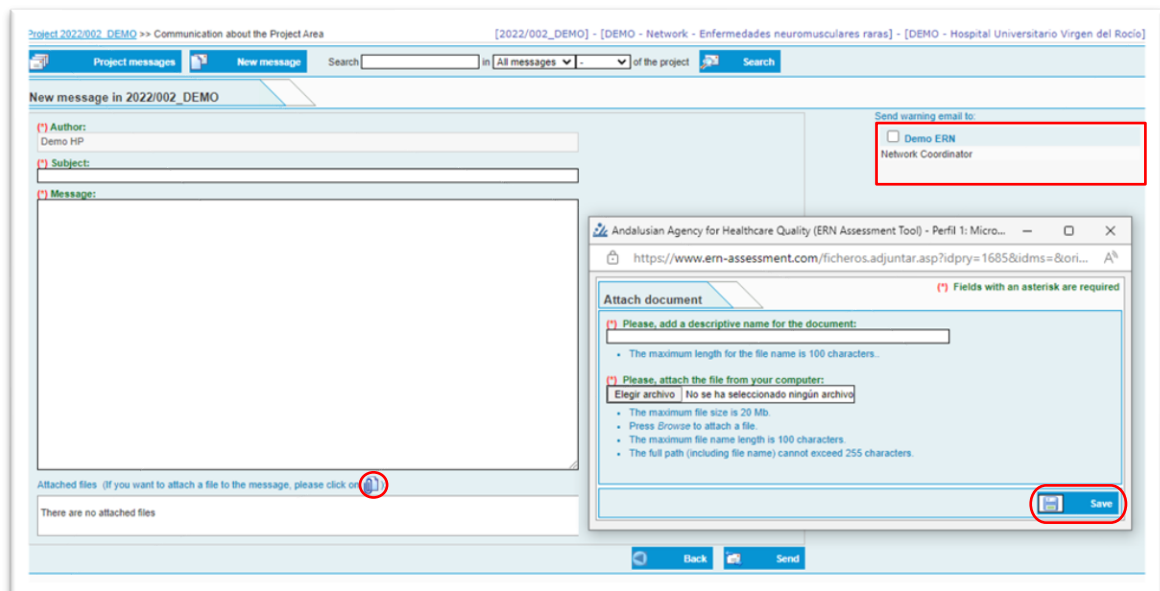 Project 2022/002_DEMO >> Communication about the Project Area
[2022/002_DEMO] - [DEMO - Network - Enfermedades neuromusculares raras] - [DEMO - Hospital Universitario Virgen del Rocío]
Project messages New message Search in All messages - of the project Search
New message in 2022/002_DEMO
(*) Author:
Demo HP
(*) Subject:
(*) Message:
Attached files (If you want to attach a file to the message, please click on )
There are no attached files
Back Send
Send warning email to:
Demo ERN
Network Coordinator
Andalusian Agency for Healthcare Quality (ERN Assessment Tool) - Perfil 1: Micro...
https://www.ern-assessment.com/ficheros.adjuntar.asp?idpry=1685&idms=&ori...
(*) Fields with an asterisk are required
Attach document
(*) Please, add a descriptive name for the document:
• The maximum length for the file name is 100 characters..
(*) Please, attach the file from your computer:
Elegir archivo No se ha seleccionado ningún archivo
• The maximum file size is 20 Mb.
• Press Browse to attach a file.
• The maximum file name length is 100 characters.
• The full path (including file name) cannot exceed 255 characters.
Save